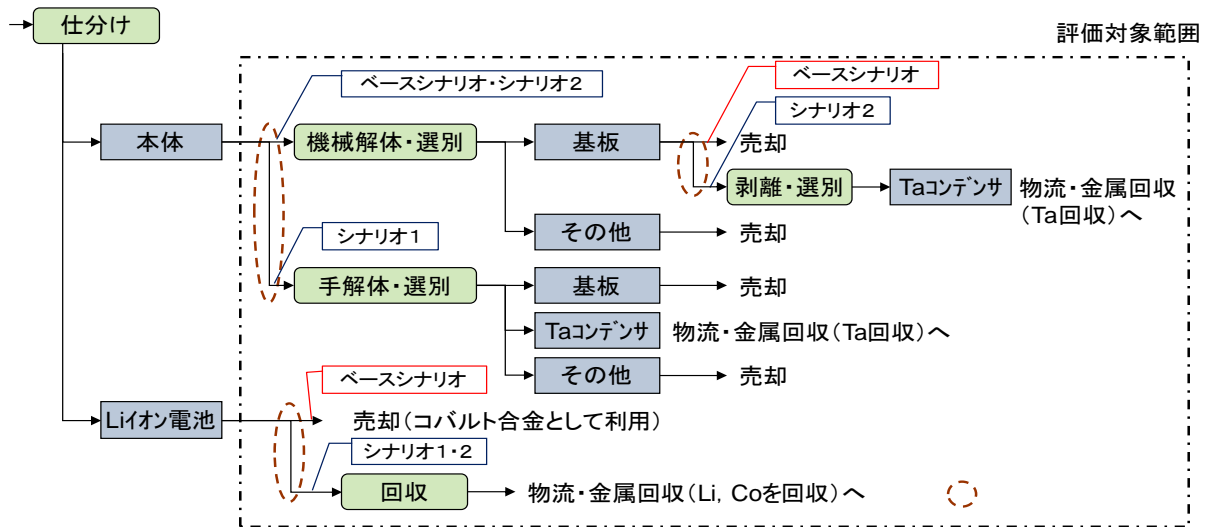 仕分け
評価対象範囲
ベースシナリオ・シナリオ2
ベースシナリオ
シナリオ2
本体
機械解体・選別
基板
売却
剥離・選別
Taコンデンサ
物流・金属回収
(Ta回収)へ
その他
売却
シナリオ1
手解体・選別
基板
売却
Taコンデンサ
物流・金属回収(Ta回収)へ
その他
売却
ベースシナリオ
Liイオン電池
売却(コバルト合金として利用)
シナリオ1・2
回収
物流・金属回収(Li, Coを回収)へ